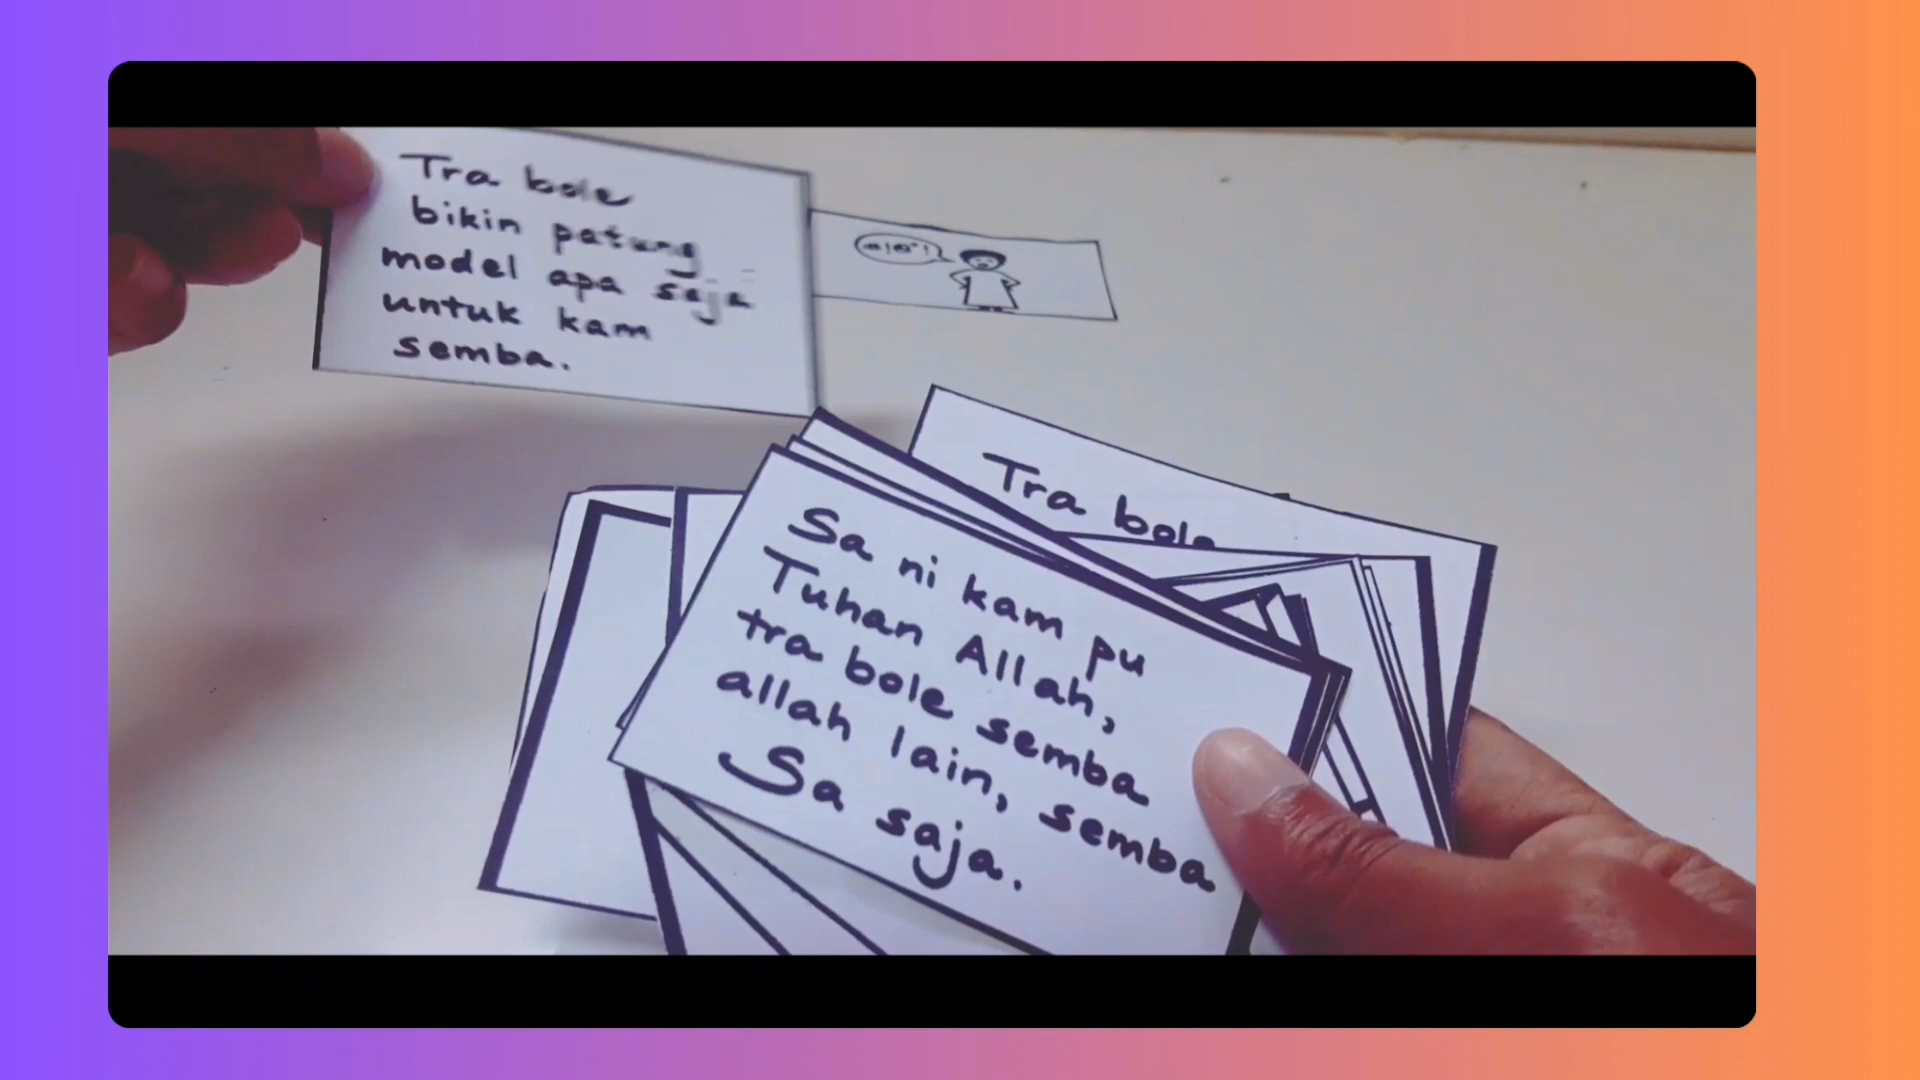 Tra bole
bikin patung
model apa saja
untuk kam
semba.
Tra bole
Sa ni kam pu
Tuhan Allah,
tra bole semba
allah lain, semba
Sa saja.